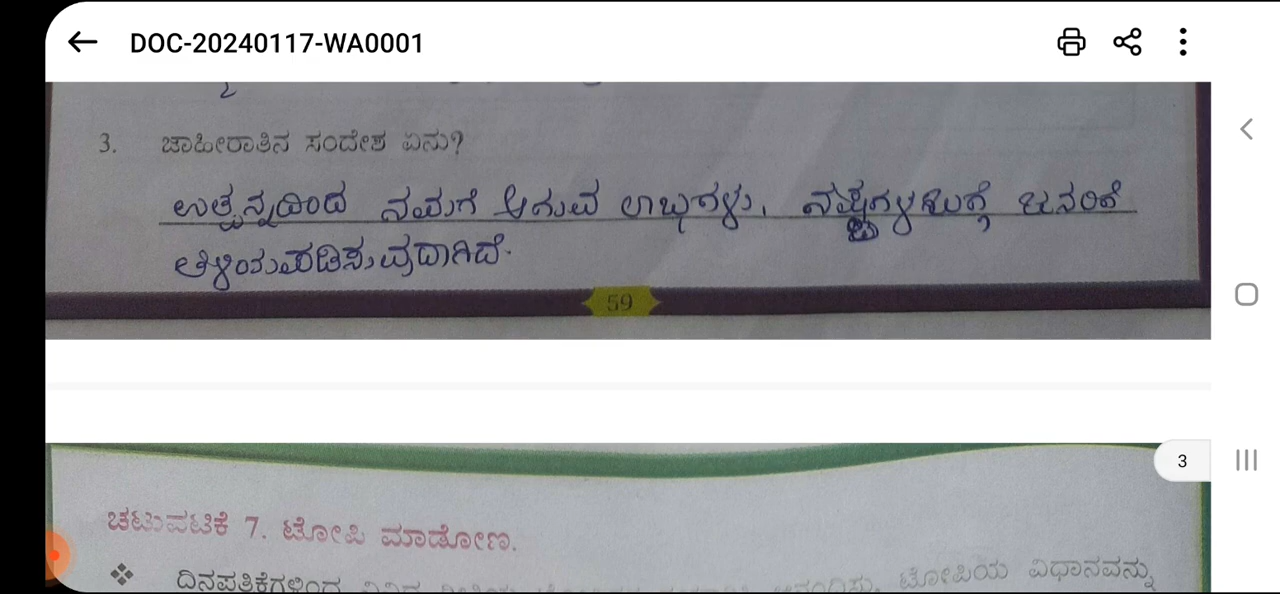 DOC-20240117-WA0001
3. ಜಾಹೀರಾತಿನ ಸಂದೇಶ ಏನು?
ಉತ್ಪನ್ನದಿಂದ ನಮಗೆ ಆಗುವ ಲಾಭಗಳು, ನಷ್ಟಗಳ ಬಗ್ಗೆ ಜನರಿಗೆ
ತಿಳಿಯಪಡಿಸುವುದಾಗಿದೆ.
59
3
ಚಟುವಟಿಕೆ 7. ಟೋಪಿ ಮಾಡೋಣ.
❖ ದಿನಪತ್ರಿಕೆಗಳಿಂದ ಟೋಪಿಯ ವಿಧಾನವನ್ನು